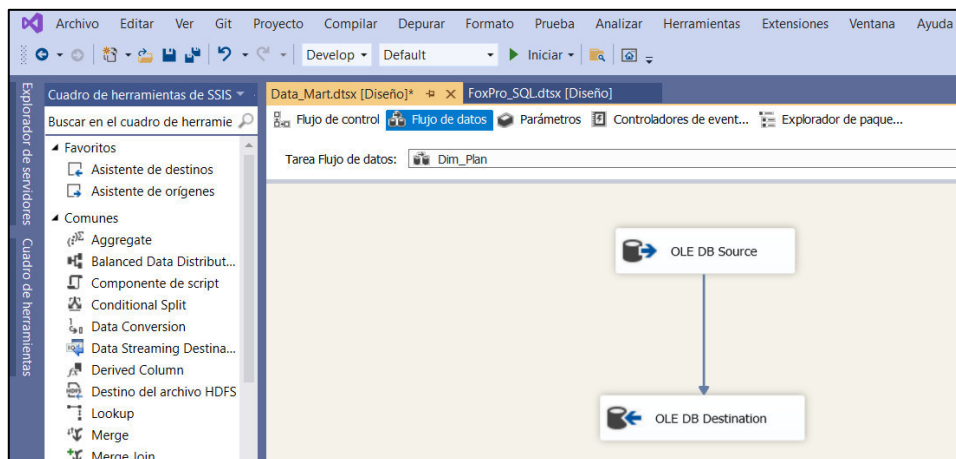 Archivo Editar Ver Git Proyecto Compilar Depurar Formato Prueba Analizar Herramientas Extensiones Ventana Ayuda
Develop Default Iniciar
Explorador de servidores
Cuadro de herramientas
Cuadro de herramientas de SSIS
Buscar en el cuadro de herramie
Favoritos
Asistente de destinos
Asistente de orígenes
Comunes
Aggregate
Balanced Data Distribut...
Componente de script
Conditional Split
Data Conversion
Data Streaming Destina...
Derived Column
Destino del archivo HDFS
Lookup
Merge
Merge Join
Data_Mart.dtsx [Diseño]* FoxPro_SQL.dtsx [Diseño]
Flujo de control Flujo de datos Parámetros Controladores de event... Explorador de paque...
Tarea Flujo de datos: Dim_Plan
OLE DB Source
OLE DB Destination